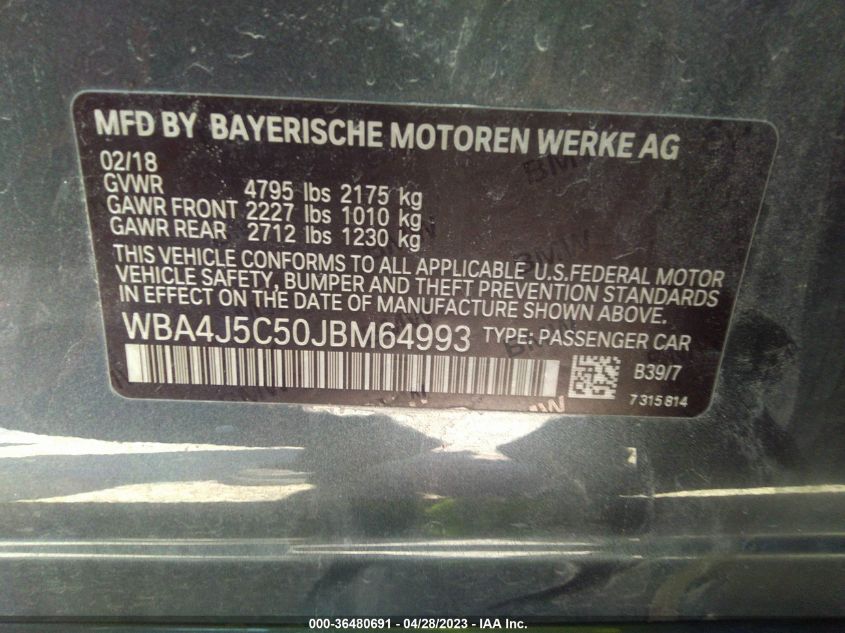 MFD BY BAYERISCHE MOTOREN WERKE AG
02/18
GVWR 4795 lbs 2175 kg
GAWR FRONT 2227 lbs 1010 kg
GAWR REAR 2712 lbs 1230 kg
THIS VEHICLE CONFORMS TO ALL APPLICABLE U.S.FEDERAL MOTOR
VEHICLE SAFETY, BUMPER AND THEFT PREVENTION STANDARDS
IN EFFECT ON THE DATE OF MANUFACTURE SHOWN ABOVE.
WBA4J5C50JBM64993 TYPE: PASSENGER CAR
B39/7
7 315 814
000-36480691 - 04/28/2023 - IAA Inc.